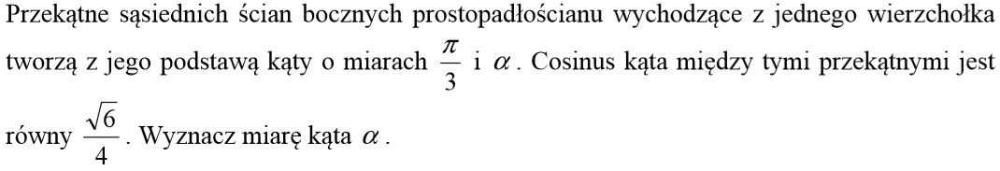 Przekątne sąsiednich ścian bocznych prostopadłościanu wychodzące z jednego wierzchołka
tworzą z jego podstawą kąty o miarach $\frac{\pi}{3}$ i $\alpha$. Cosinus kąta między tymi przekątnymi jest
równy $\frac{\sqrt{6}}{4}$. Wyznacz miarę kąta $\alpha$.